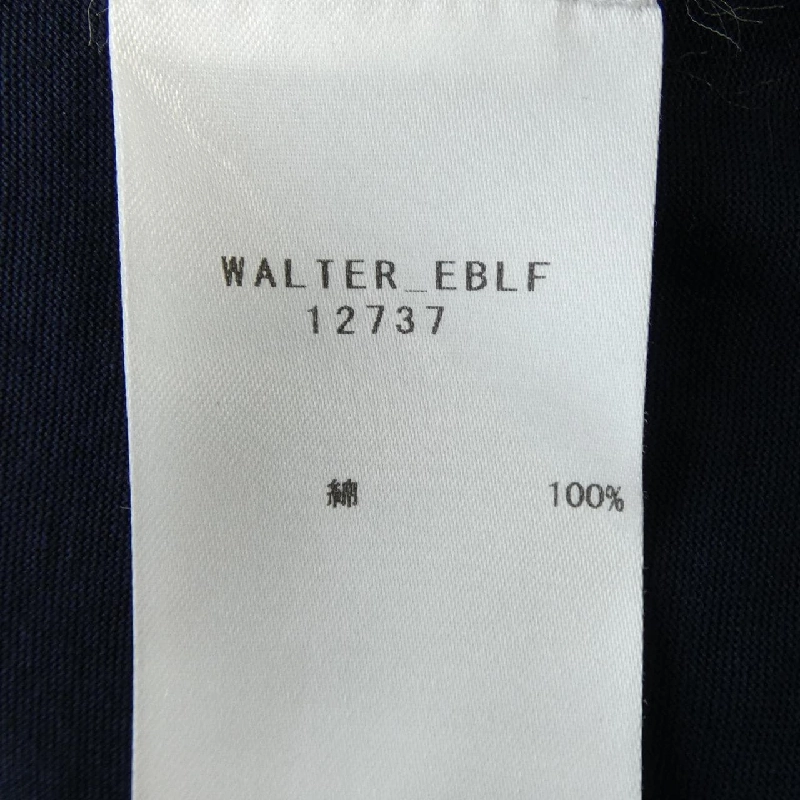 WALTER_EBLF
12737
綿 100%